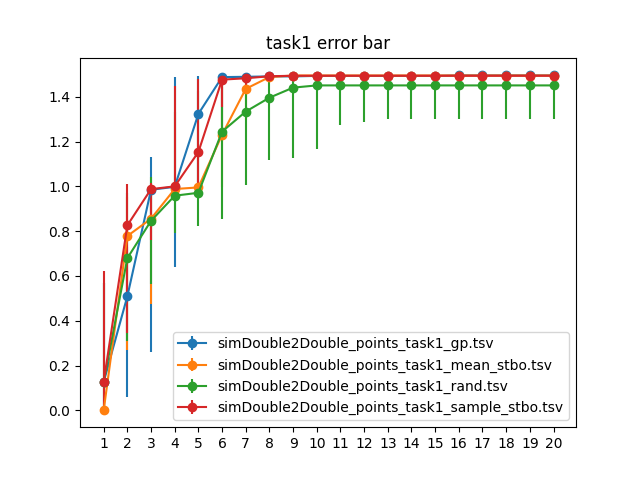 task1 error bar
1.4
1.2
1.0
0.8
0.6
0.4
0.2
0.0
simDouble2Double_points_task1_gp.tsv
simDouble2Double_points_task1_mean_stbo.tsv
simDouble2Double_points_task1_rand.tsv
simDouble2Double_points_task1_sample_stbo.tsv
1 2 3 4 5 6 7 8 9 10 11 12 13 14 15 16 17 18 19 20